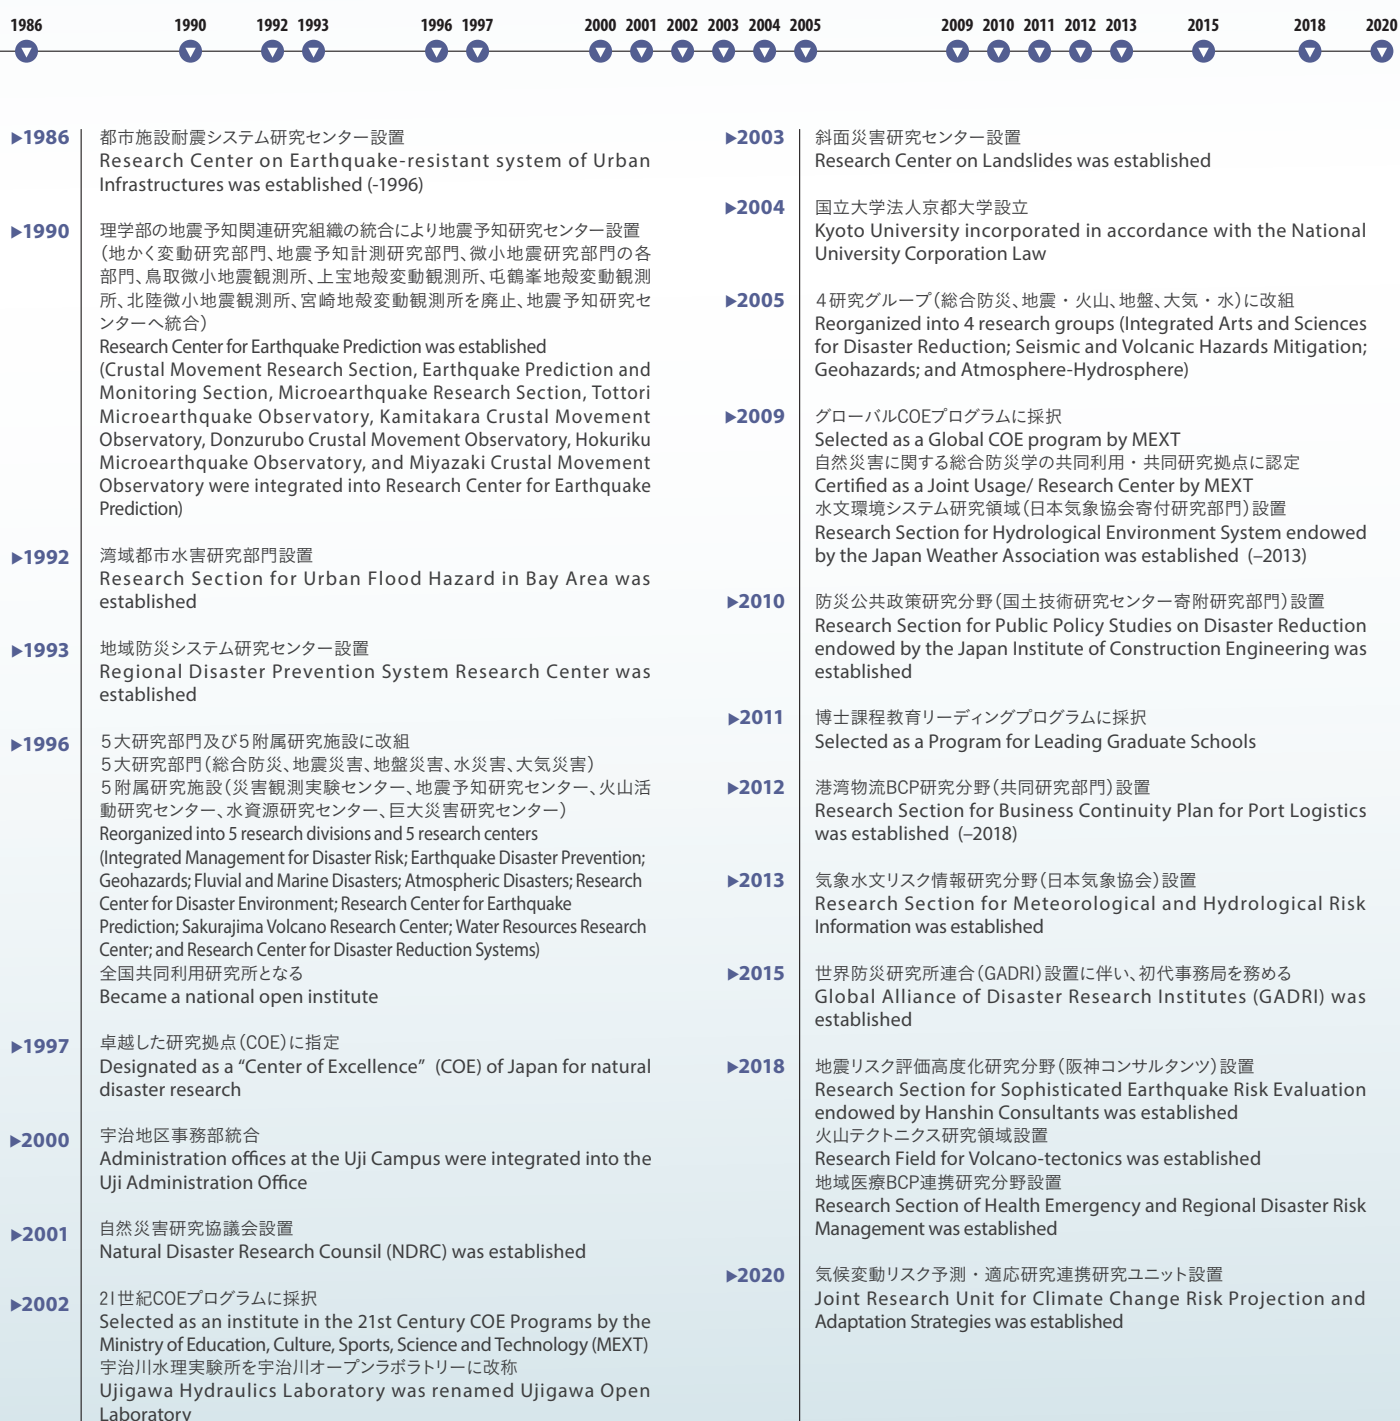 1986 1990 1992 1993 1996 1997 2000 2001 2002 2003 2004 2005 2009 2010 2011 2012 2013 2015 2018 2020
▶1986
都市施設耐震システム研究センター設置
Research Center on Earthquake-resistant system of Urban
Infrastructures was established (-1996)
▶1990
理学部の地震予知関連研究組織の統合により地震予知研究センター設置
（地かく変動研究部門、地震予知計測研究部門、微小地震研究部門の各
部門、鳥取微小地震観測所、上宝地殻変動観測所、屯鶴峯地殻変動観測
所、北陸微小地震観測所、宮崎地殻変動観測所を廃止、地震予知研究セ
ンターへ統合）
Research Center for Earthquake Prediction was established
(Crustal Movement Research Section, Earthquake Prediction and
Monitoring Section, Microearthquake Research Section, Tottori
Microearthquake Observatory, Kamitakara Crustal Movement
Observatory, Donzurubo Crustal Movement Observatory, Hokuriku
Microearthquake Observatory, and Miyazaki Crustal Movement
Observatory were integrated into Research Center for Earthquake
Prediction)
▶1992
湾域都市水害研究部門設置
Research Section for Urban Flood Hazard in Bay Area was
established
▶1993
地域防災システム研究センター設置
Regional Disaster Prevention System Research Center was
established
▶1996
５大研究部門及び５附属研究施設に改組
５大研究部門（総合防災、地震災害、地盤災害、水災害、大気災害）
５附属研究施設（災害観測実験センター、地震予知研究センター、火山活
動研究センター、水資源研究センター、巨大災害研究センター）
Reorganized into 5 research divisions and 5 research centers
(Integrated Management for Disaster Risk; Earthquake Disaster Prevention;
Geohazards; Fluvial and Marine Disasters; Atmospheric Disasters; Research
Center for Disaster Environment; Research Center for Earthquake
Prediction; Sakurajima Volcano Research Center; Water Resources Research
Center; and Research Center for Disaster Reduction Systems)
全国共同利用研究所となる
Became a national open institute
▶1997
卓越した研究拠点（COE）に指定
Designated as a “Center of Excellence” (COE) of Japan for natural
disaster research
▶2000
宇治地区事務部統合
Administration offices at the Uji Campus were integrated into the
Uji Administration Office
▶2001
自然災害研究協議会設置
Natural Disaster Research Counsil (NDRC) was established
▶2002
21世紀COEプログラムに採択
Selected as an institute in the 21st Century COE Programs by the
Ministry of Education, Culture, Sports, Science and Technology (MEXT)
宇治川水理実験所を宇治川オープンラボラトリーに改称
Ujigawa Hydraulics Laboratory was renamed Ujigawa Open
Laboratory
▶2003
斜面災害研究センター設置
Research Center on Landslides was established
▶2004
国立大学法人京都大学設立
Kyoto University incorporated in accordance with the National
University Corporation Law
▶2005
４研究グループ（総合防災、地震・火山、地盤、大気・水）に改組
Reorganized into 4 research groups (Integrated Arts and Sciences
for Disaster Reduction; Seismic and Volcanic Hazards Mitigation;
Geohazards; and Atmosphere-Hydrosphere)
▶2009
グローバルCOEプログラムに採択
Selected as a Global COE program by MEXT
自然災害に関する総合防災学の共同利用・共同研究拠点に認定
Certified as a Joint Usage/ Research Center by MEXT
水文環境システム研究領域（日本気象協会寄付研究部門）設置
Research Section for Hydrological Environment System endowed
by the Japan Weather Association was established (–2013)
▶2010
防災公共政策研究分野（国土技術研究センター寄附研究部門）設置
Research Section for Public Policy Studies on Disaster Reduction
endowed by the Japan Institute of Construction Engineering was
established
▶2011
博士課程教育リーディングプログラムに採択
Selected as a Program for Leading Graduate Schools
▶2012
港湾物流BCP研究分野（共同研究部門）設置
Research Section for Business Continuity Plan for Port Logistics
was established (–2018)
▶2013
気象水文リスク情報研究分野（日本気象協会）設置
Research Section for Meteorological and Hydrological Risk
Information was established
▶2015
世界防災研究所連合（GADRI）設置に伴い、初代事務局を務める
Global Alliance of Disaster Research Institutes (GADRI) was
established
▶2018
地震リスク評価高度化研究分野（阪神コンサルタンツ）設置
Research Section for Sophisticated Earthquake Risk Evaluation
endowed by Hanshin Consultants was established
火山テクトニクス研究領域設置
Research Field for Volcano-tectonics was established
地域医療BCP連携研究分野設置
Research Section of Health Emergency and Regional Disaster Risk
Management was established
▶2020
気候変動リスク予測・適応研究連携研究ユニット設置
Joint Research Unit for Climate Change Risk Projection and
Adaptation Strategies was established